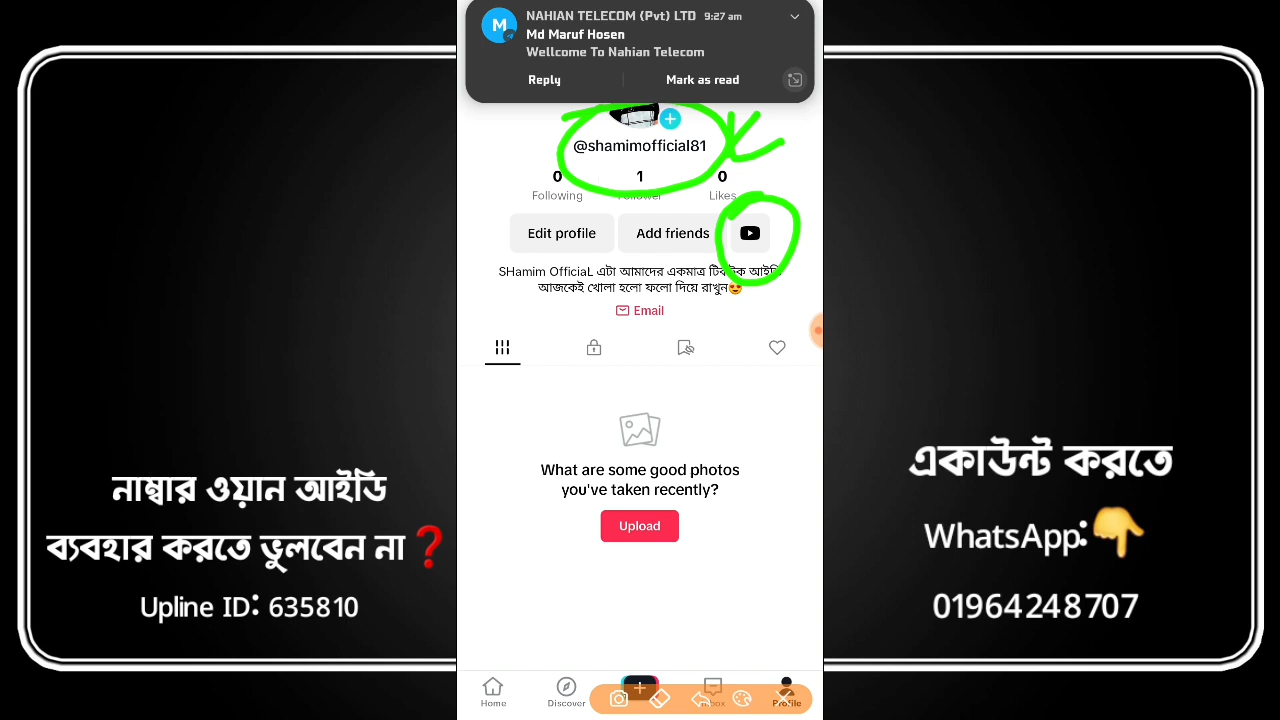 NAHIAN TELECOM (Pvt) LTD 9:27 am
Md Maruf Hosen
Wellcome To Nahian Telecom
Reply Mark as read
@shamimofficial81
0 1 0
Following Follower Likes
Edit profile Add friends
SHamim OfficiaL এটা আমাদের একমাত্র টিকটক আইডি
আজকেই খোলা হলো ফলো দিয়ে রাখুন😍
Email
What are some good photos
you've taken recently?
Upload
Home Discover Inbox Profile
নাম্বার ওয়ান আইডি
ব্যবহার করতে ভুলবেন না❓
Upline ID: 635810
একাউন্ট করতে
WhatsApp:👇
01964248707